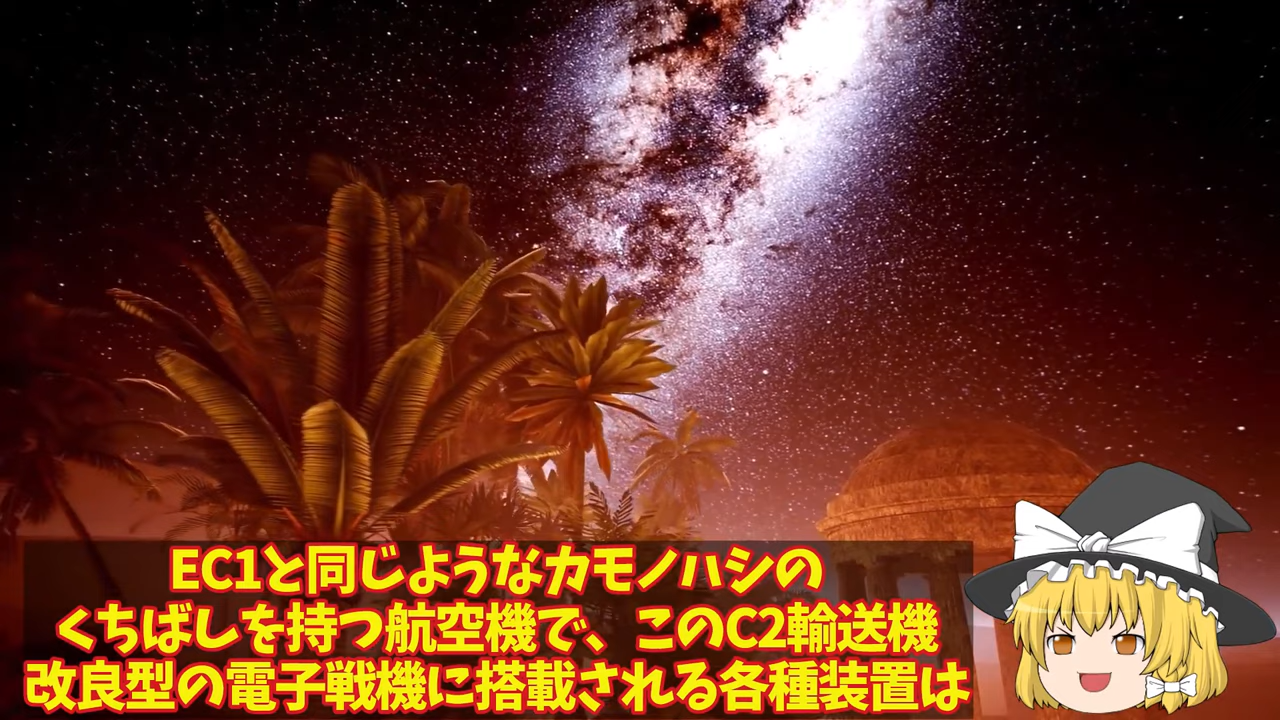 EC1と同じようなカモノハシの
くちばしを持つ航空機で、このC2輸送機
改良型の電子戦機に搭載される各種装置は